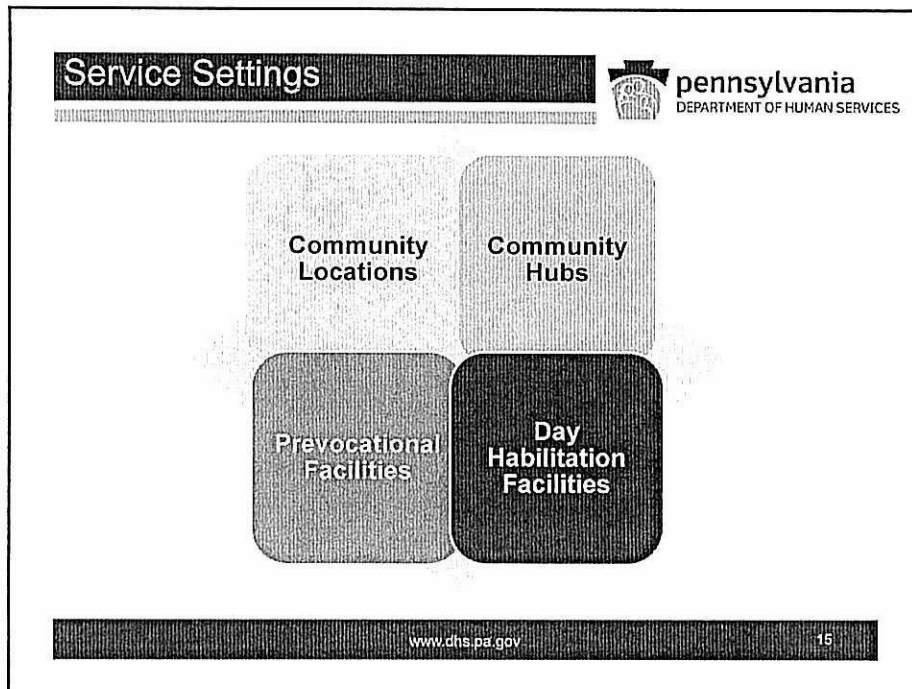 Service Settings
pennsylvania
DEPARTMENT OF HUMAN SERVICES
Community
Locations
Community
Hubs
Prevocational
Facilities
Day
Habilitation
Facilities
www.dhs.pa.gov
15